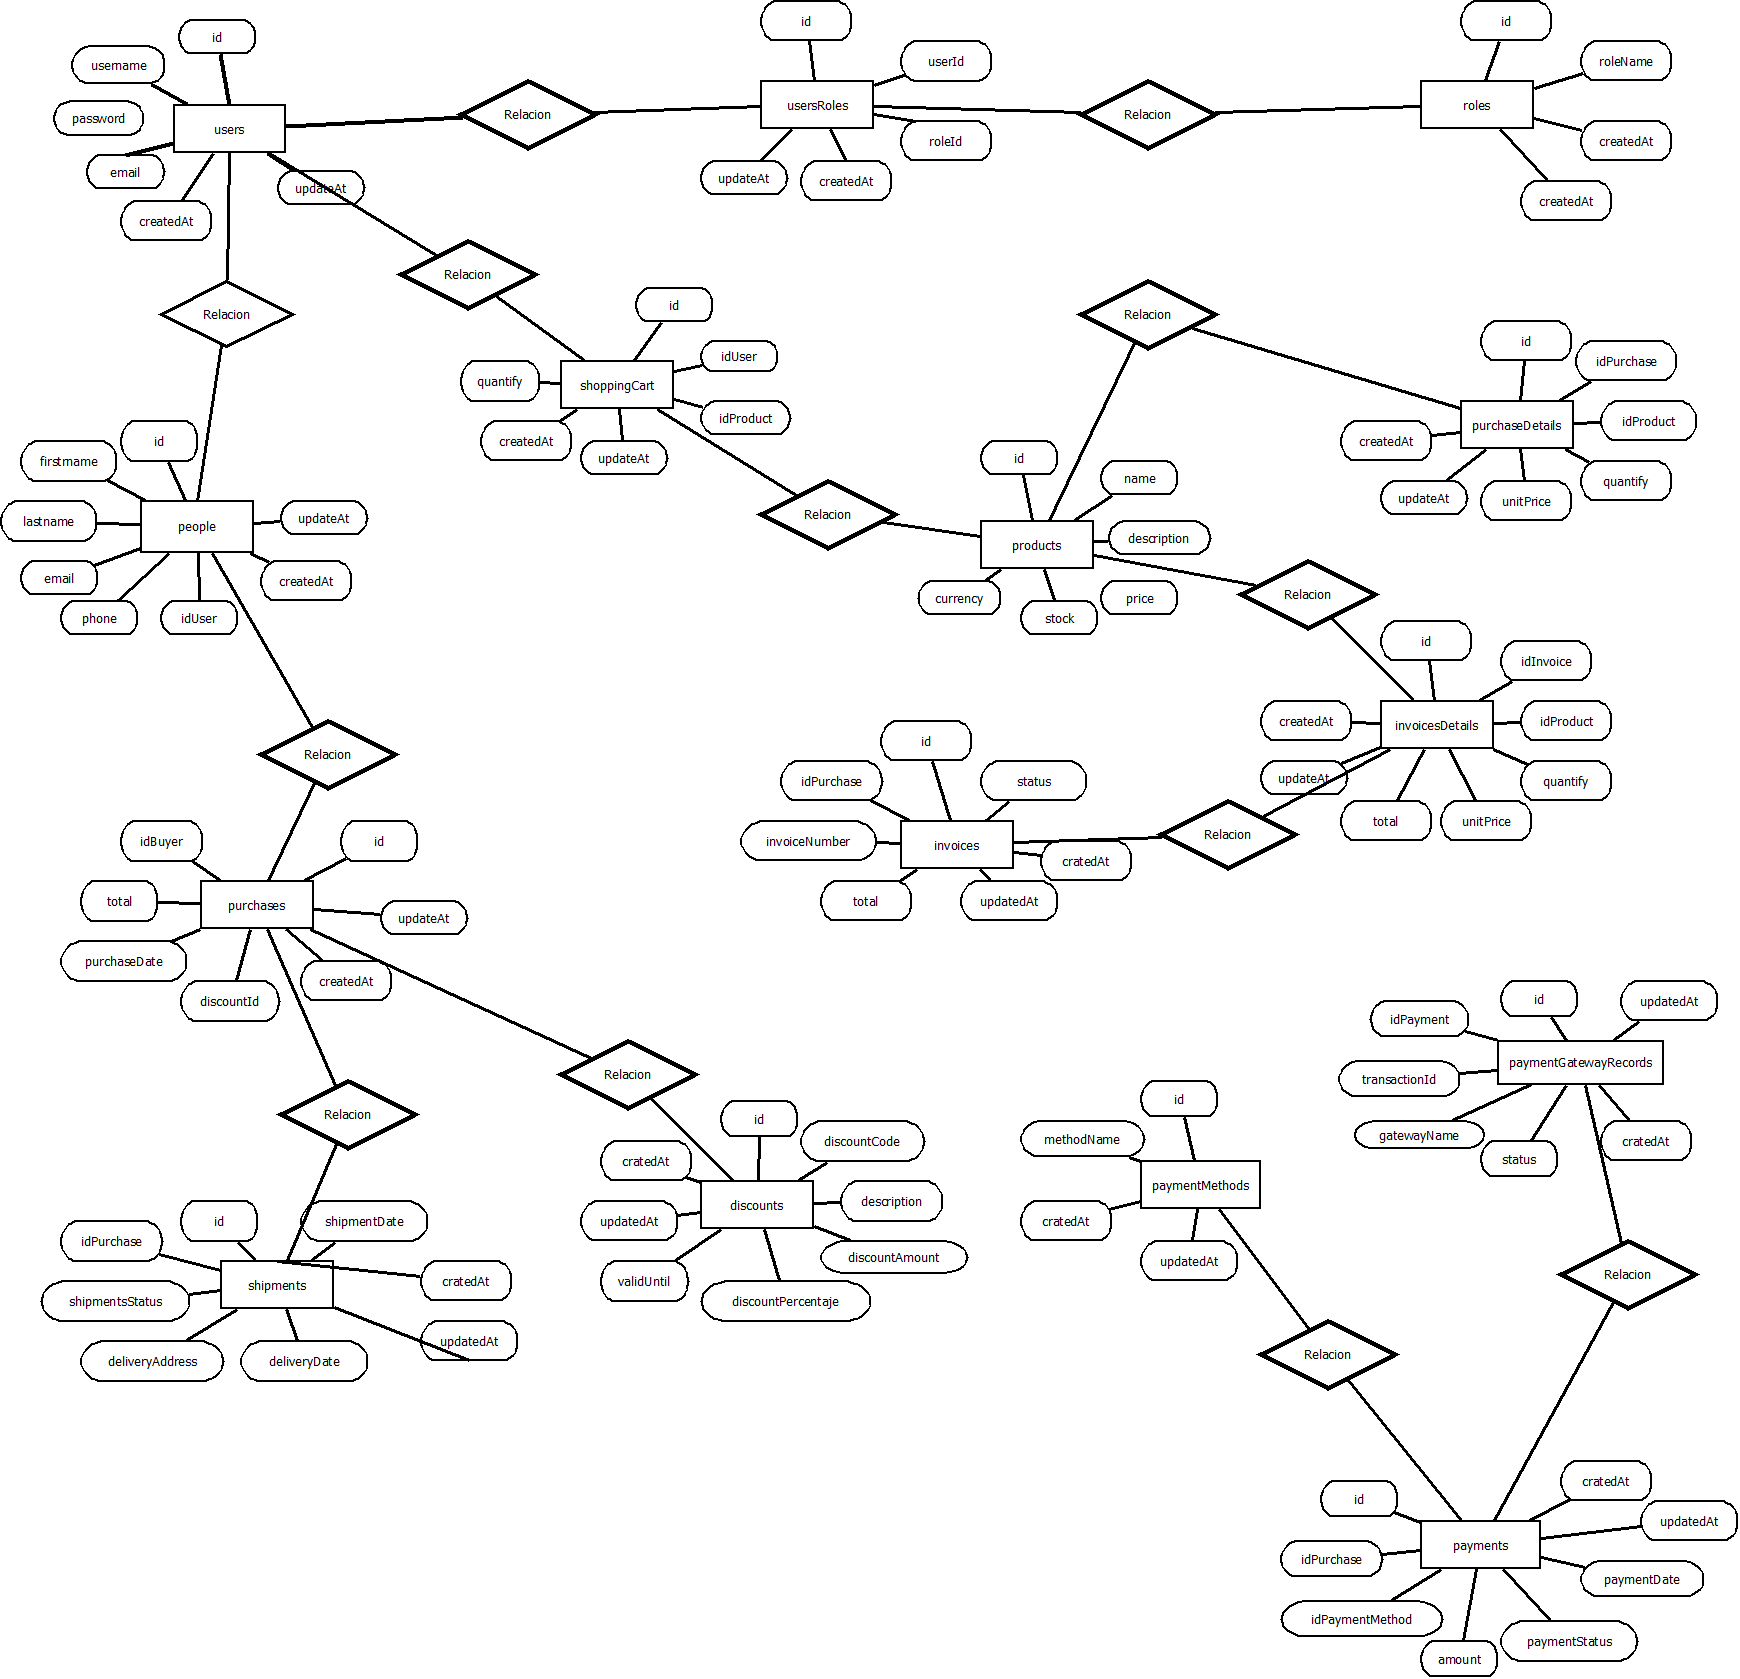 id
username
password
users
email
createdAt
updateAt
Relacion
id
userId
usersRoles
roleId
updateAt
createdAt
Relacion
id
roleName
roles
createdAt
createdAt
Relacion
Relacion
id
idUser
quantify
shoppingCart
idProduct
createdAt
updateAt
Relacion
id
firstmame
lastname
people
updateAt
email
createdAt
phone
idUser
Relacion
id
name
products
description
currency
price
stock
Relacion
id
idPurchase
purchaseDetails
idProduct
createdAt
quantify
updateAt
unitPrice
Relacion
id
idInvoice
createdAt
invoicesDetails
idProduct
updateAt
quantify
total
unitPrice
Relacion
id
idPurchase
status
invoiceNumber
invoices
cratedAt
total
updatedAt
Relacion
idBuyer
id
total
purchases
updateAt
purchaseDate
createdAt
discountId
Relacion
Relacion
id
cratedAt
discountCode
updatedAt
discounts
description
discountAmount
validUntil
discountPercentaje
id
shipmentDate
idPurchase
shipments
cratedAt
shipmentsStatus
updatedAt
deliveryAddress
deliveryDate
id
methodName
paymentMethods
cratedAt
updatedAt
Relacion
id
updatedAt
idPayment
paymentGatewayRecords
transactionId
gatewayName
cratedAt
status
Relacion
id
cratedAt
updatedAt
payments
idPurchase
paymentDate
idPaymentMethod
paymentStatus
amount